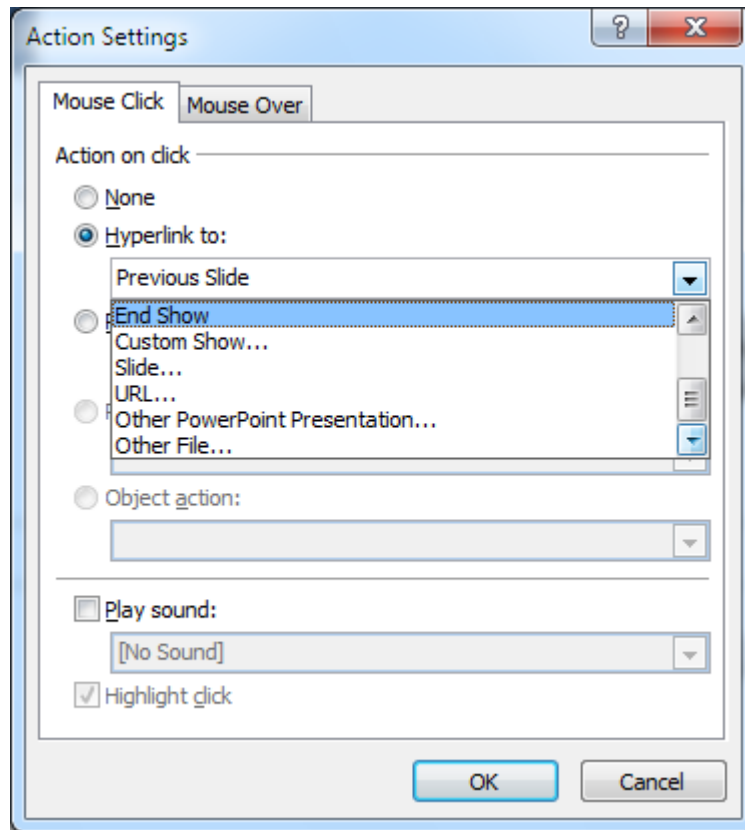 Action Settings
Mouse Click Mouse Over
Action on click
None
Hyperlink to:
Previous Slide
End Show
Custom Show...
Slide...
URL...
Other PowerPoint Presentation...
Other File...
Object action:
Play sound:
[No Sound]
Highlight click
OK Cancel